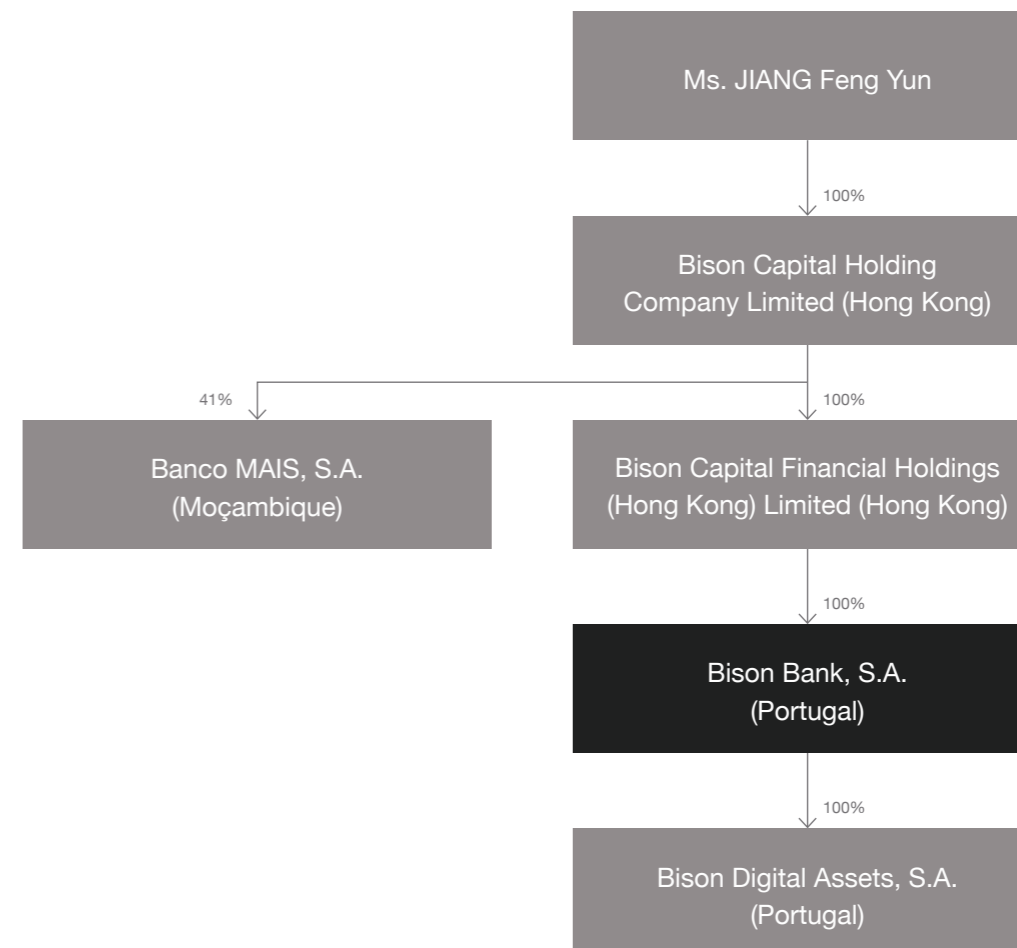 Ms. JIANG Feng Yun
100%
Bison Capital Holding
Company Limited (Hong Kong)
41%
100%
Banco MAIS, S.A.
(Moçambique)
Bison Capital Financial Holdings
(Hong Kong) Limited (Hong Kong)
100%
Bison Bank, S.A.
(Portugal)
100%
Bison Digital Assets, S.A.
(Portugal)